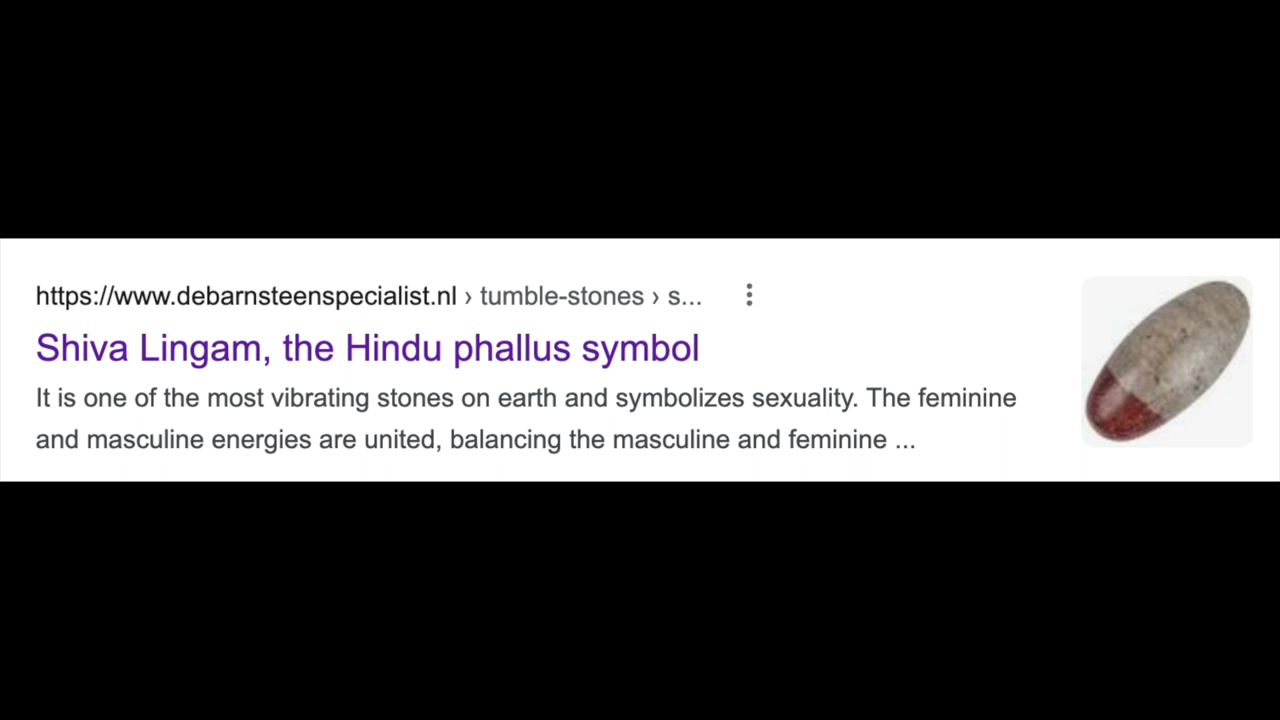 https://www.debarnsteenspecialist.nl › tumble-stones › s...
Shiva Lingam, the Hindu phallus symbol
It is one of the most vibrating stones on earth and symbolizes sexuality. The feminine
and masculine energies are united, balancing the masculine and feminine ...